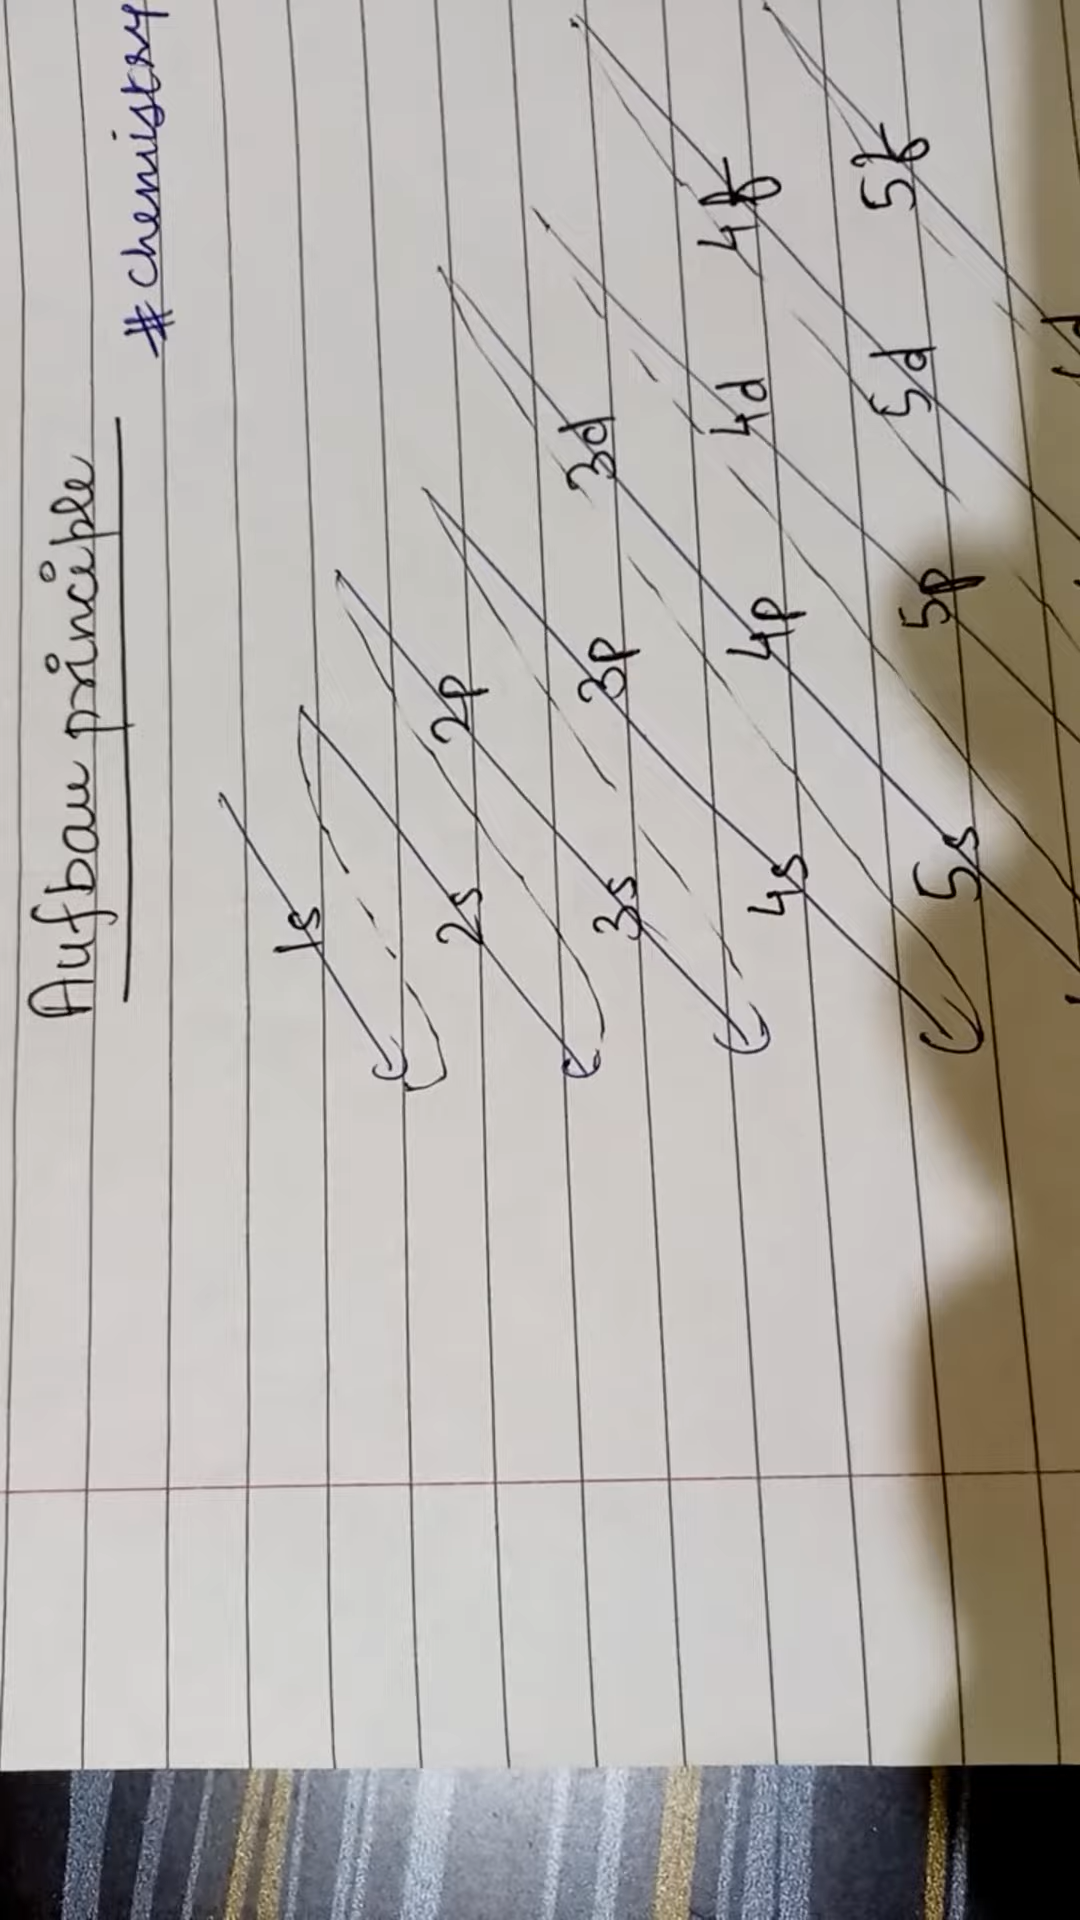 Aufbau principle
#chemistry
1s
2s 2p
3s 3p 3d
4s 4p 4d 4f
5s 5p 5d 5f